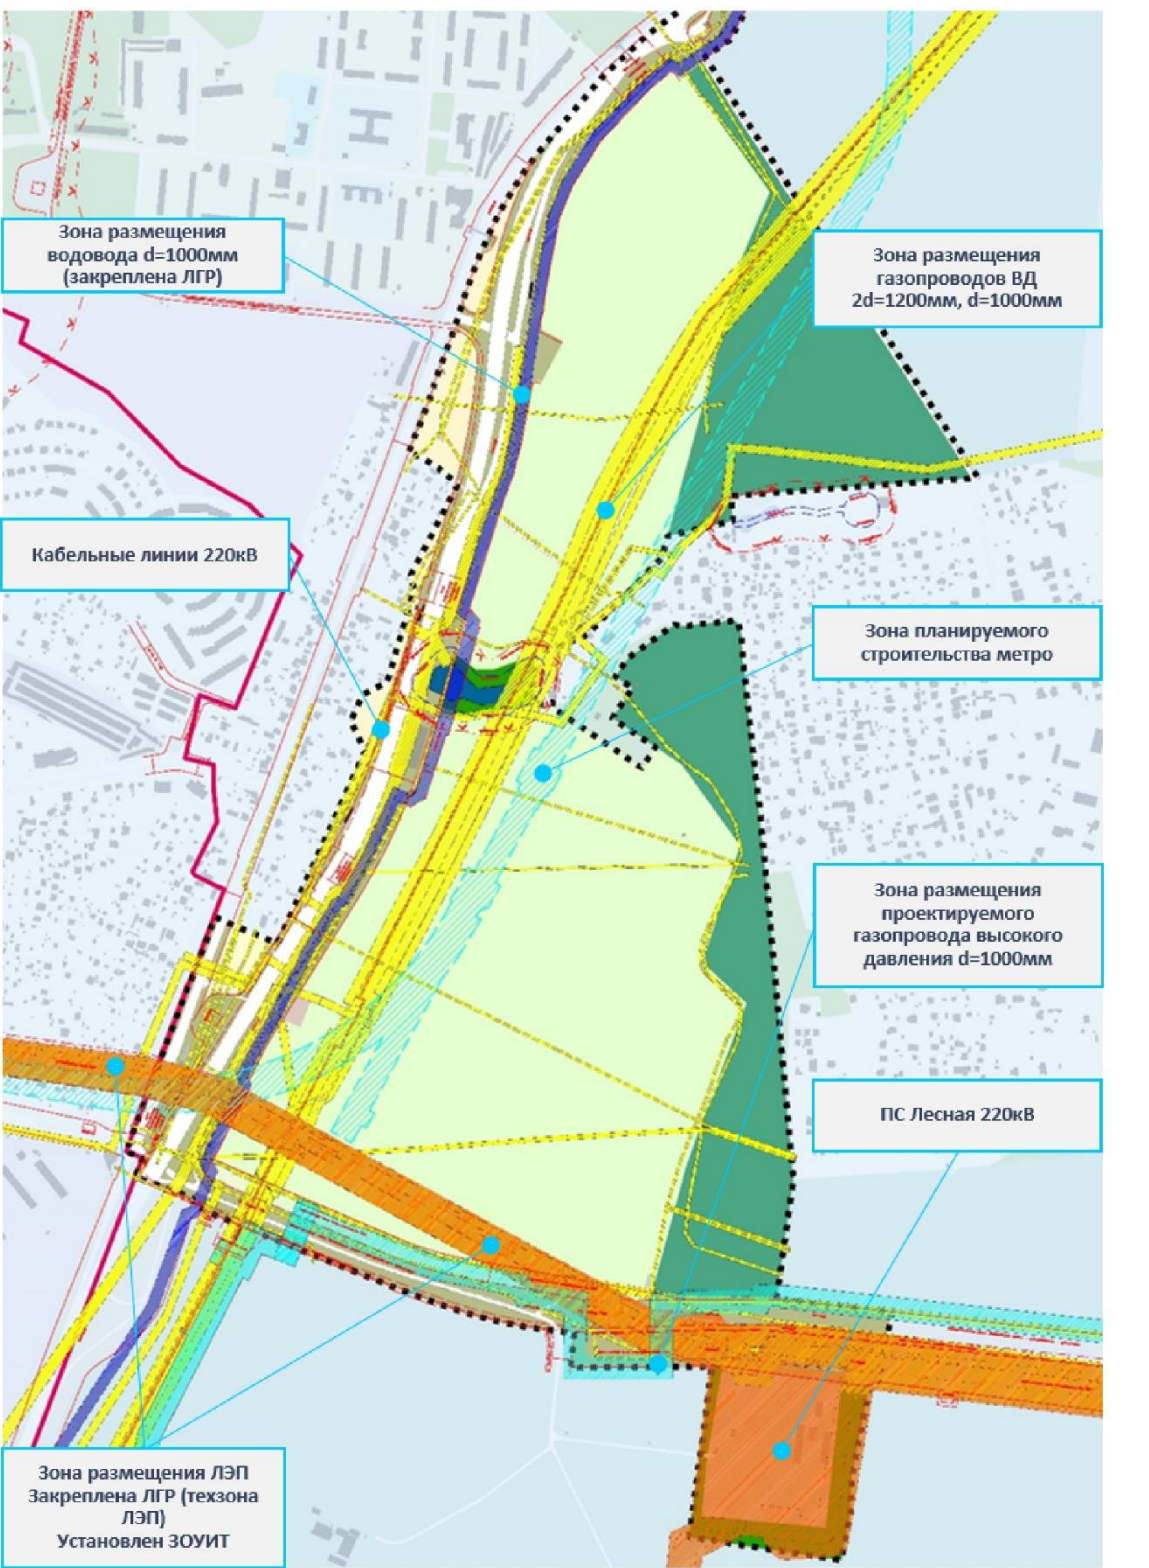 Зона размещения
водовода d=1000мм
(закреплена ЛГР)
Зона размещения
газопроводов ВД
2d=1200мм, d=1000мм
Кабельные линии 220кВ
Зона планируемого
строительства метро
Зона размещения
проектируемого
газопровода высокого
давления d=1000мм
ПС Лесная 220кВ
Зона размещения ЛЭП
Закреплена ЛГР (техзона
ЛЭП)
Установлен ЗОУИТ